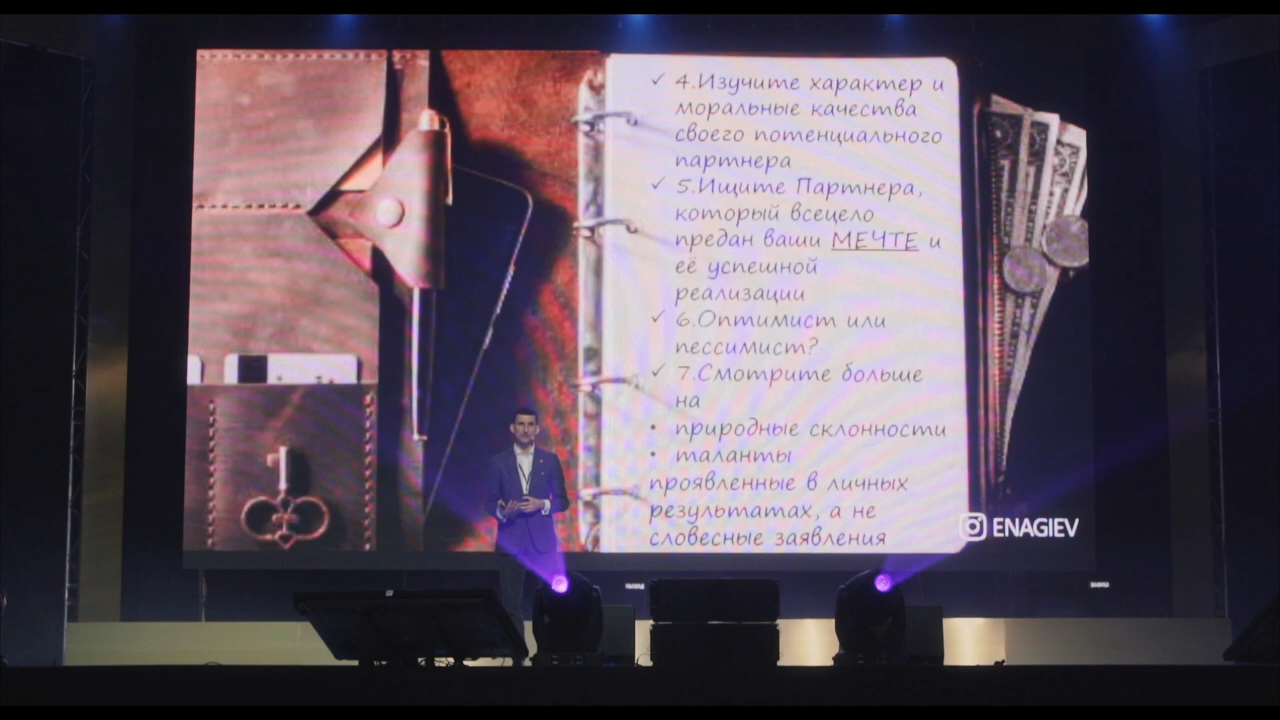 ✓ 4.Изучите характер и
моральные качества
своего потенциального
партнера
✓ 5.Ищите Партнера,
который всецело
предан ваши МЕЧТЕ и
её успешной
реализации
✓ 6.Оптимист или
пессимист?
✓ 7.Смотрите больше
на
• природные склонности
• таланты
проявленные в личных
результатах, а не
словесные заявления
ENAGIEV